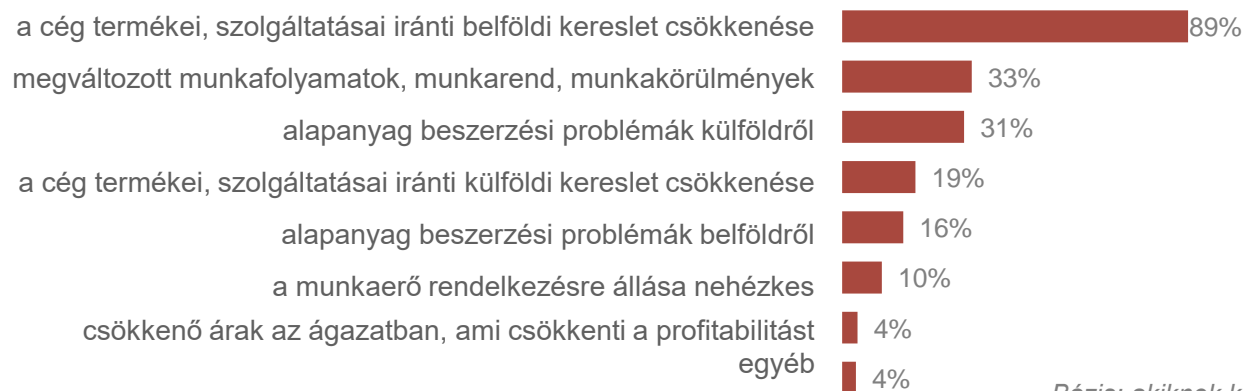 a cég termékei, szolgáltatásai iránti belföldi kereslet csökkenése 89%
megváltozott munkafolyamatok, munkarend, munkakörülmények 33%
alapanyag beszerzési problémák külföldről 31%
a cég termékei, szolgáltatásai iránti külföldi kereslet csökkenése 19%
alapanyag beszerzési problémák belföldről 16%
a munkaerő rendelkezésre állása nehézkes 10%
csökkenő árak az ágazatban, ami csökkenti a profitabilitást 4%
egyéb 4%